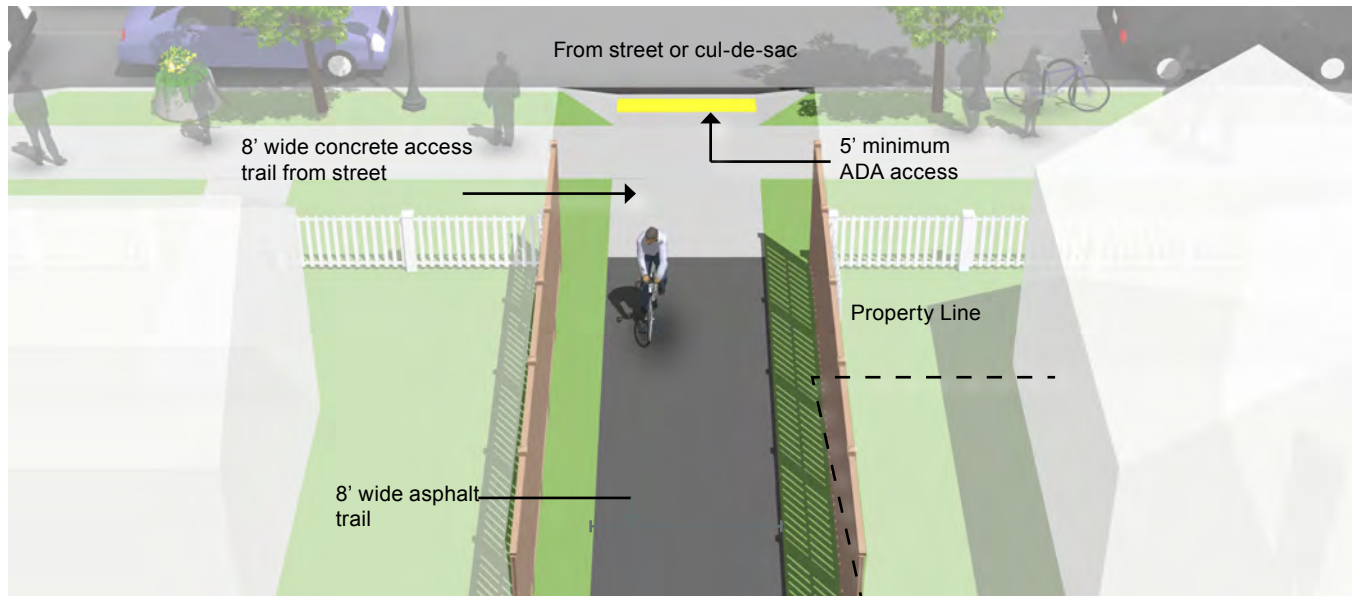 From street or cul-de-sac
8’ wide concrete access
trail from street
5’ minimum
ADA access
Property Line
8’ wide asphalt
trail